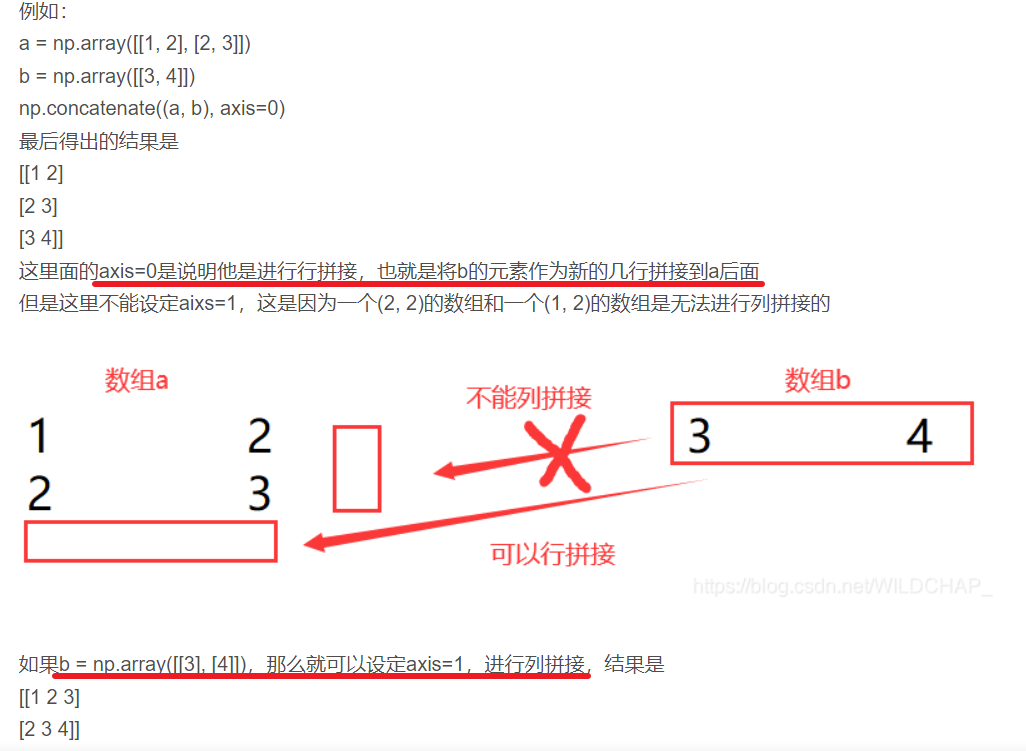 例如：
a = np.array([[1, 2], [2, 3]])
b = np.array([[3, 4]])
np.concatenate((a, b), axis=0)
最后得出的结果是
[[1 2]
[2 3]
[3 4]]
这里面的axis=0是说明他是进行行拼接，也就是将b的元素作为新的几行拼接到a后面
但是这里不能设定aixs=1，这是因为一个(2, 2)的数组和一个(1, 2)的数组是无法进行列拼接的
数组a
不能列拼接
数组b
1 2
3 4
2 3
可以行拼接
https://blog.csdn.net/WILDCHAP_
如果b = np.array([[3], [4]])，那么就可以设定axis=1，进行列拼接，结果是
[[1 2 3]
[2 3 4]]